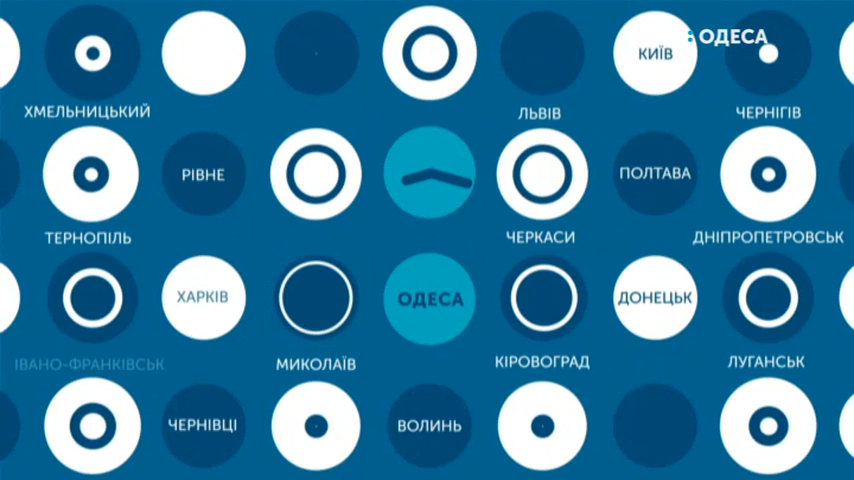 ОДЕСА
КИЇВ
ХМЕЛЬНИЦЬКИЙ
ЛЬВІВ
ЧЕРНІГІВ
РІВНЕ
ПОЛТАВА
ТЕРНОПІЛЬ
ЧЕРКАСИ
ДНІПРОПЕТРОВСЬК
ХАРКІВ
ОДЕСА
ДОНЕЦЬК
ІВАНО-ФРАНКІВСЬК
МИКОЛАЇВ
КІРОВОГРАД
ЛУГАНСЬК
ЧЕРНІВЦІ
ВОЛИНЬ